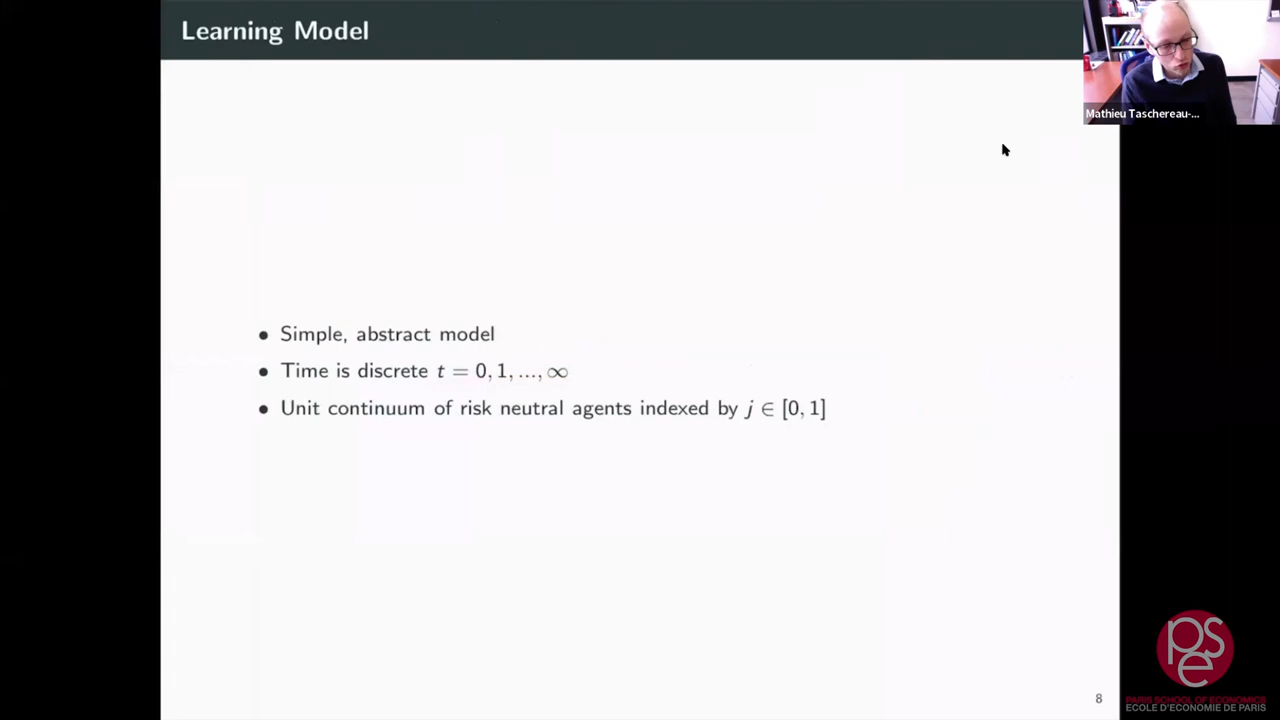 Learning Model
Mathieu Taschereau-...
• Simple, abstract model
• Time is discrete t = 0, 1, ..., ∞
• Unit continuum of risk neutral agents indexed by j ∈ [0, 1]
8
pse
PARIS SCHOOL OF ECONOMICS
ECOLE D'ECONOMIE DE PARIS